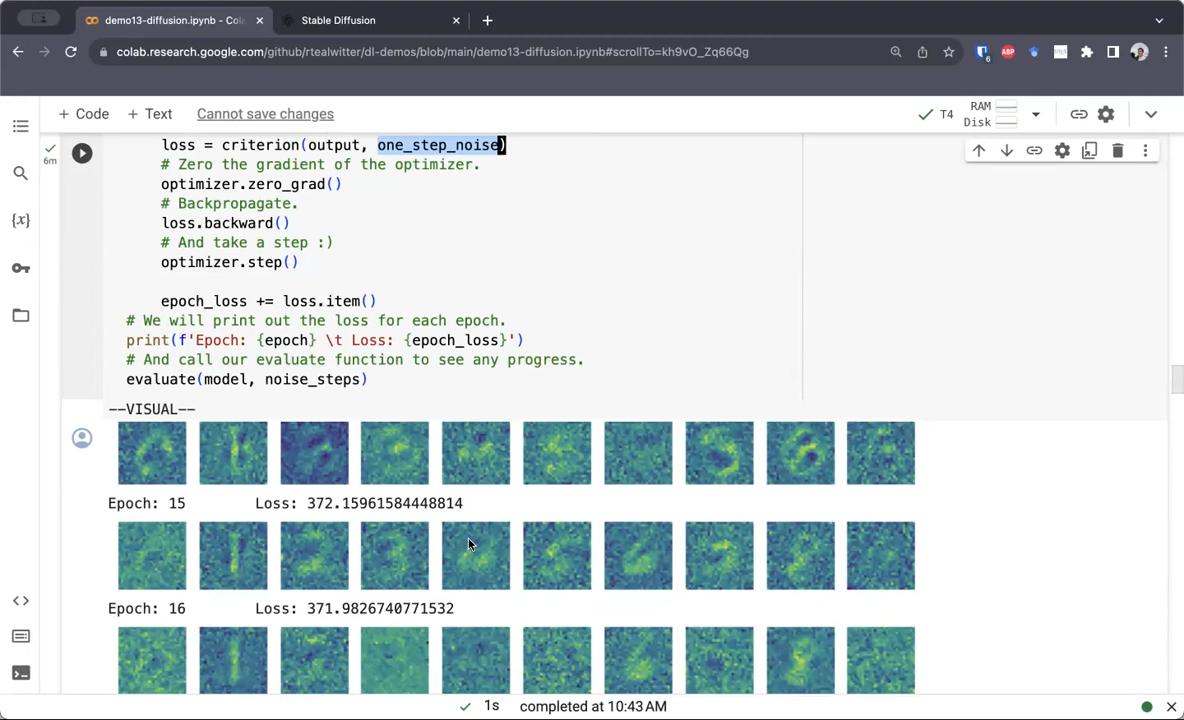 demo13-diffusion.ipynb - Cola
Stable Diffusion
colab.research.google.com/github/rtealwitter/dl-demos/blob/main/demo13-diffusion.ipynb#scrollTo=kh9vO_Zq66Qg
6
ABP
+ Code + Text Cannot save changes
T4
RAM
Disk
6m
{x}
loss = criterion(output, one_step_noise)
# Zero the gradient of the optimizer.
optimizer.zero_grad()
# Backpropagate.
loss.backward()
# And take a step :)
optimizer.step()
epoch_loss += loss.item()
# We will print out the loss for each epoch.
print(f'Epoch: {epoch} \t Loss: {epoch_loss}')
# And call our evaluate function to see any progress.
evaluate(model, noise_steps)
--VISUAL--
Epoch: 15 Loss: 372.15961584448814
Epoch: 16 Loss: 371.9826740771532
1s completed at 10:43 AM